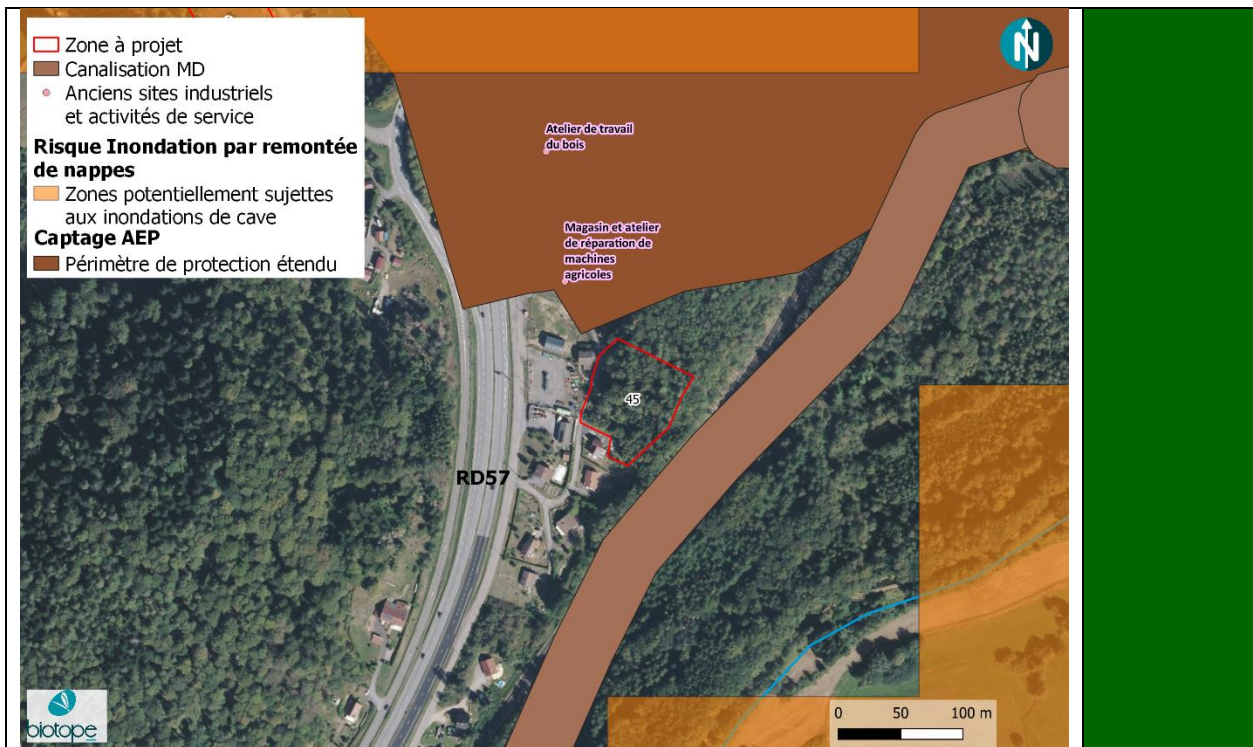 Zone à projet
Canalisation MD
Anciens sites industriels
et activités de service
Risque Inondation par remontée
de nappes
Zones potentiellement sujettes
aux inondations de cave
Captage AEP
Périmètre de protection étendu
N
Atelier de travail
du bois
Magasin et atelier
de réparation de
machines
agricoles
45
RD57
biotope
0 50 100 m